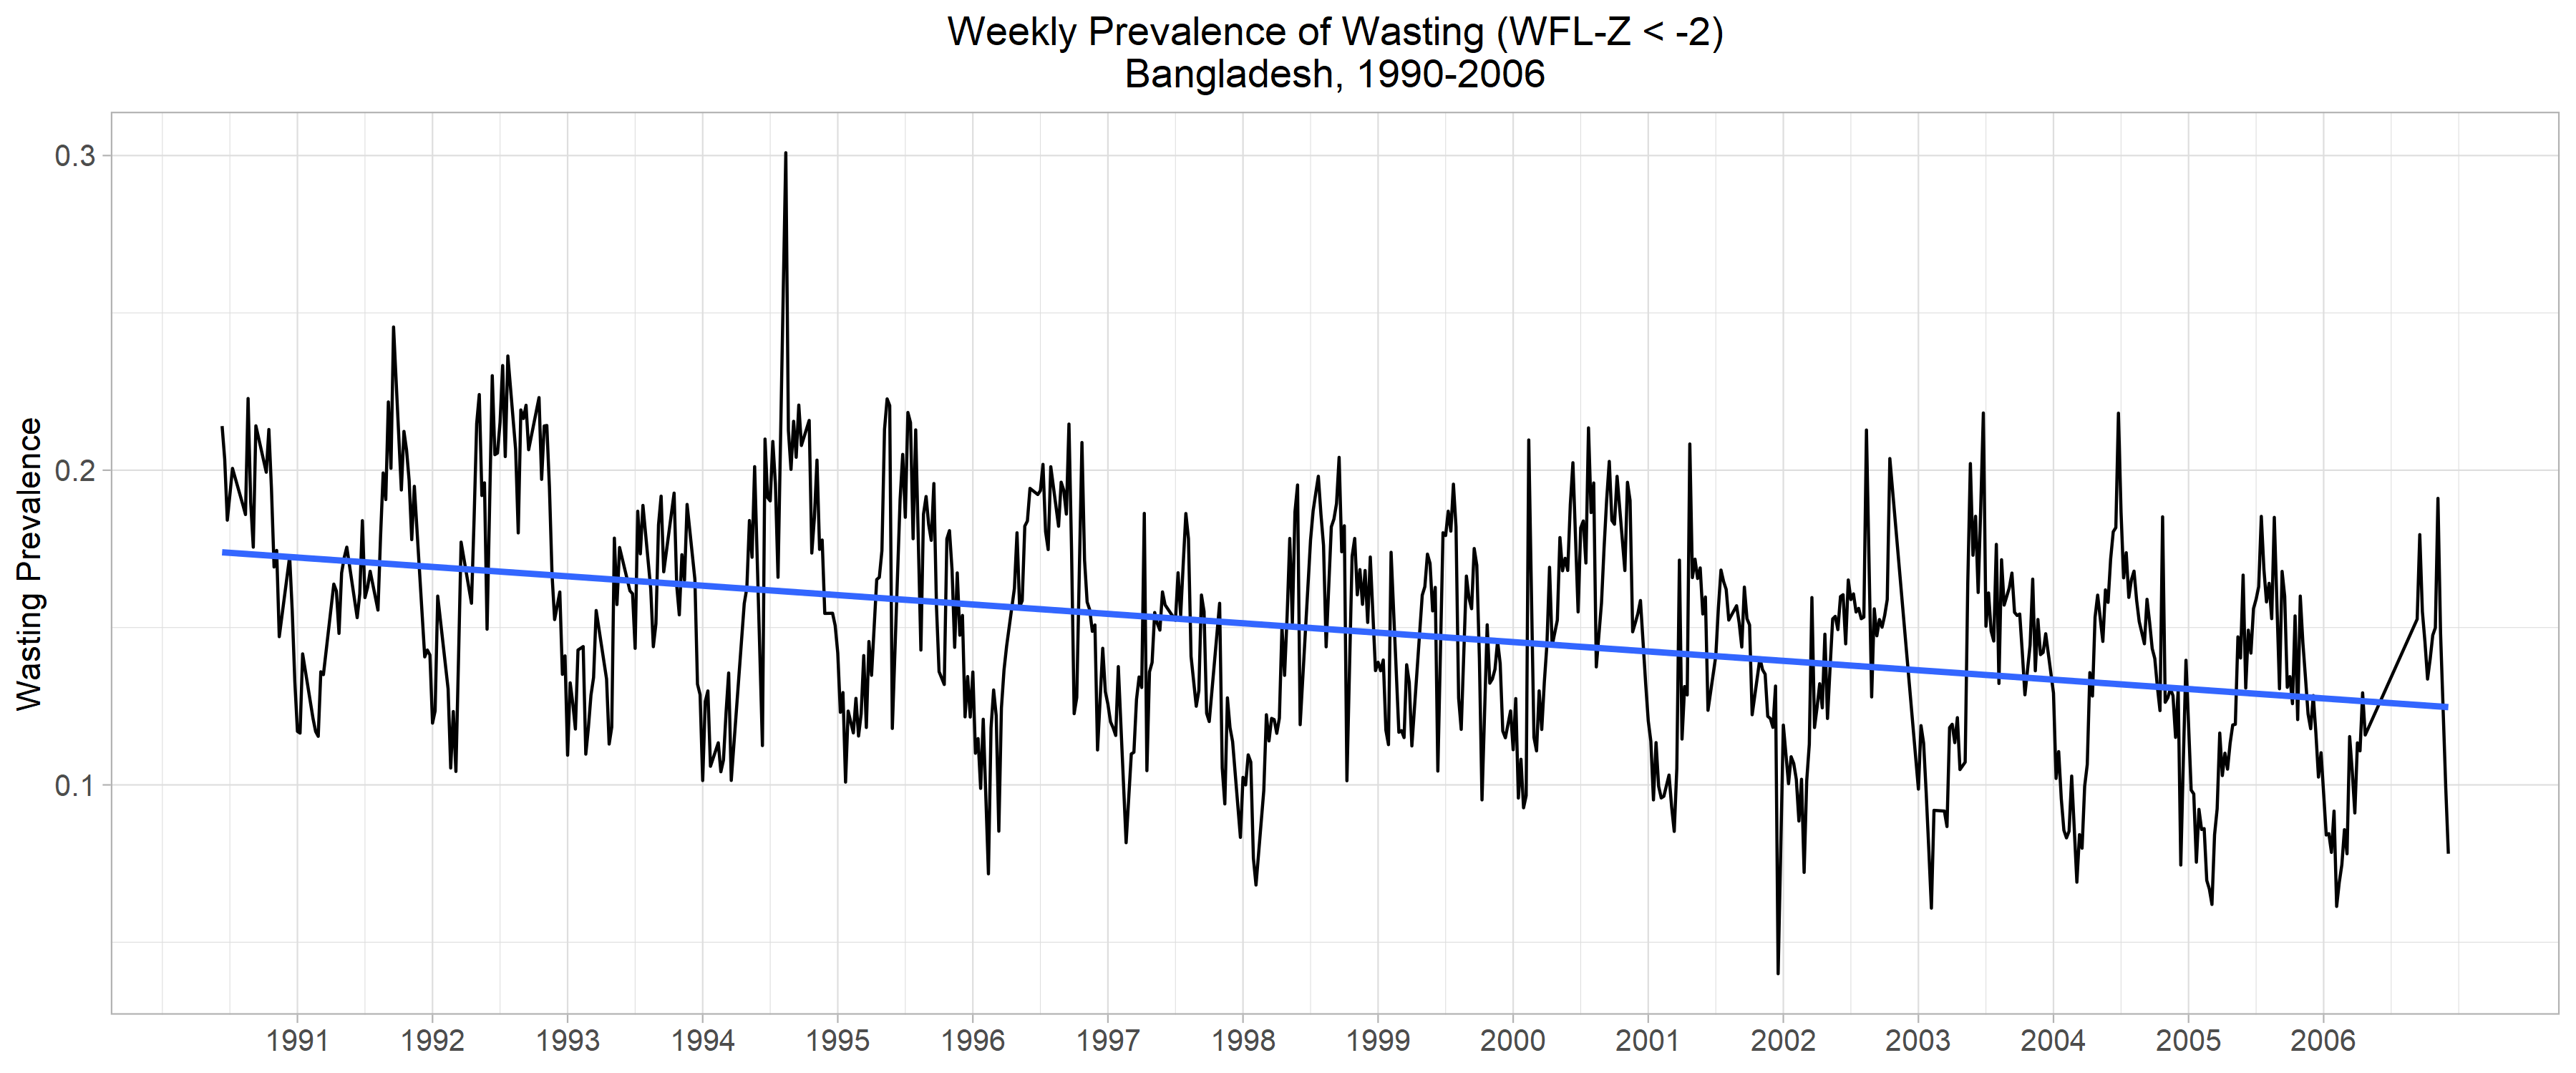 Weekly Prevalence of Wasting (WFL-Z < -2)
Bangladesh, 1990-2006
Wasting Prevalence
0.3
0.2
0.1
1991 1992 1993 1994 1995 1996 1997 1998 1999 2000 2001 2002 2003 2004 2005 2006